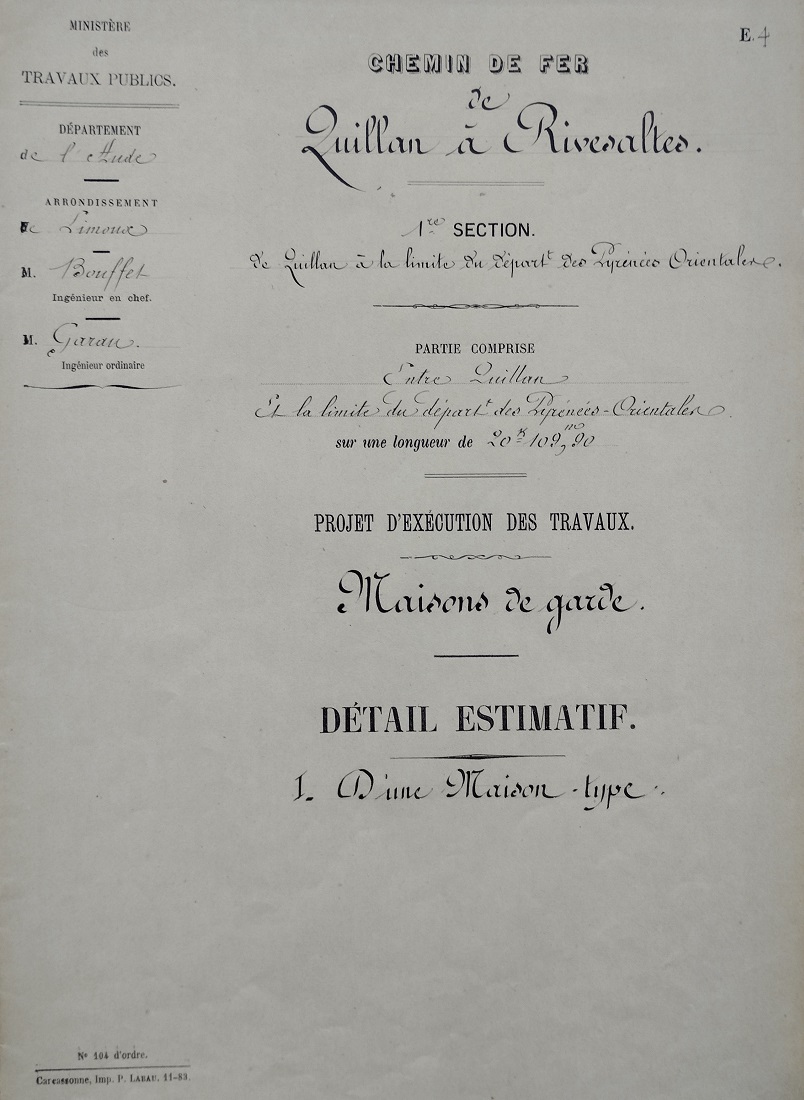 MINISTÈRE
des
TRAVAUX PUBLICS.
DÉPARTEMENT
de l'Aude
ARRONDISSEMENT
de Limoux
M. Bouffet
Ingénieur en chef.
M. Garau.
Ingénieur ordinaire
E. 4
CHEMIN DE FER
de
Quillan à Rivesaltes.
1re SECTION.
de Quillan à la limite du départt des Pyrénées Orientales.
PARTIE COMPRISE
Entre Quillan
Et la limite du départt des Pyrénées-Orientales.
sur une longueur de 20k 109m,90
PROJET D'EXÉCUTION DES TRAVAUX.
Maisons de garde.
DÉTAIL ESTIMATIF.
1. D'une Maison-type.
No 104 d'ordre.
Carcassonne, Imp. P. LABAU. 11-83.